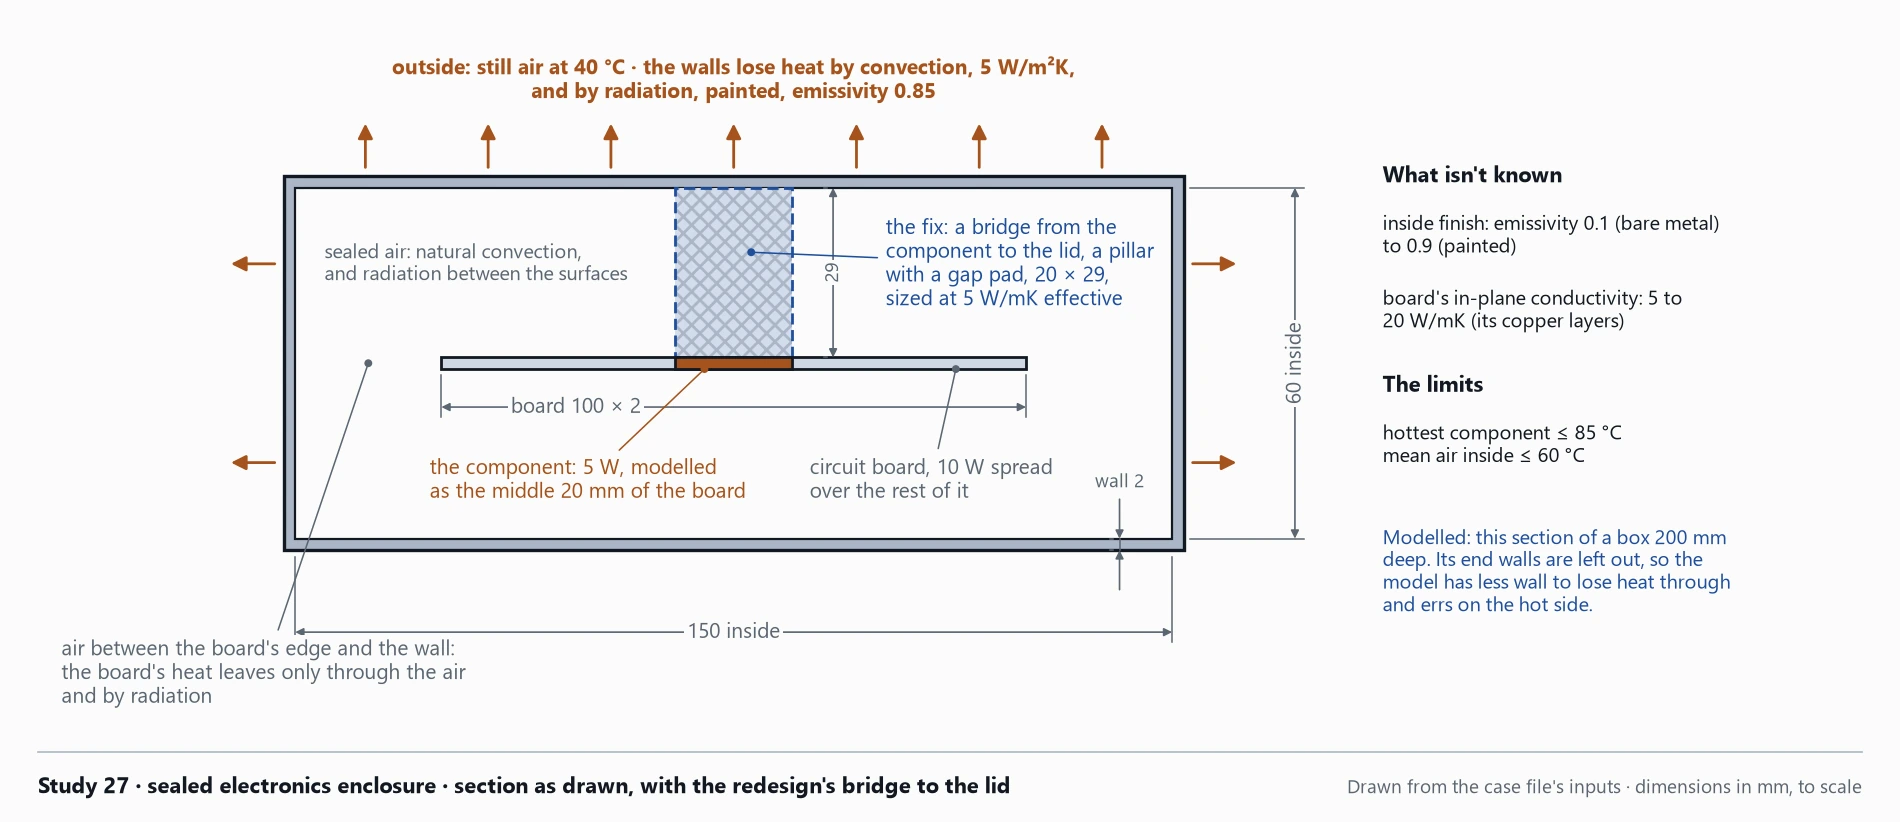 outside: still air at 40 °C · the walls lose heat by convection, 5 W/m²K,
and by radiation, painted, emissivity 0.85
sealed air: natural convection,
and radiation between the surfaces
29
the fix: a bridge from the
component to the lid, a pillar
with a gap pad, 20 × 29,
sized at 5 W/mK effective
60 inside
board 100 × 2
the component: 5 W, modelled
as the middle 20 mm of the board
circuit board, 10 W spread
over the rest of it
wall 2
150 inside
air between the board's edge and the wall:
the board's heat leaves only through the air
and by radiation
What isn't known
inside finish: emissivity 0.1 (bare metal)
to 0.9 (painted)
board's in-plane conductivity: 5 to
20 W/mK (its copper layers)
The limits
hottest component ≤ 85 °C
mean air inside ≤ 60 °C
Modelled: this section of a box 200 mm
deep. Its end walls are left out, so the
model has less wall to lose heat through
and errs on the hot side.
Study 27 · sealed electronics enclosure · section as drawn, with the redesign's bridge to the lid
Drawn from the case file's inputs · dimensions in mm, to scale